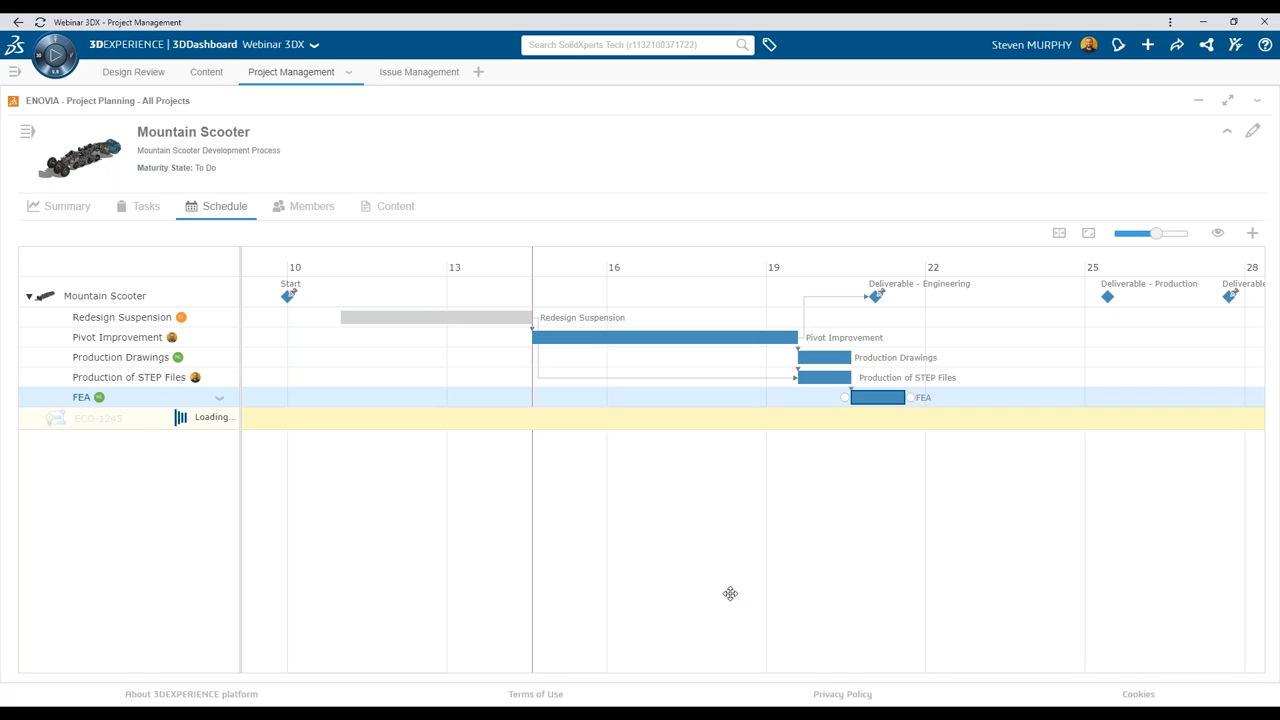 Webinar 3DX - Project Management
3DEXPERIENCE | 3DDashboard Webinar 3DX
Search SolidXperts Tech (r1132100371722)
Steven MURPHY
Design Review Content Project Management Issue Management
ENOVIA - Project Planning - All Projects
Mountain Scooter
Mountain Scooter Development Process
Maturity State: To Do
Summary Tasks Schedule Members Content
10 13 16 19 22 25 28
Start Deliverable - Engineering Deliverable - Production Deliverable
Mountain Scooter
Redesign Suspension Redesign Suspension
Pivot Improvement Pivot Improvement
Production Drawings Production Drawings
Production of STEP Files Production of STEP Files
FEA FEA
ECO-1245 Loading...
About 3DEXPERIENCE platform Terms of Use Privacy Policy Cookies